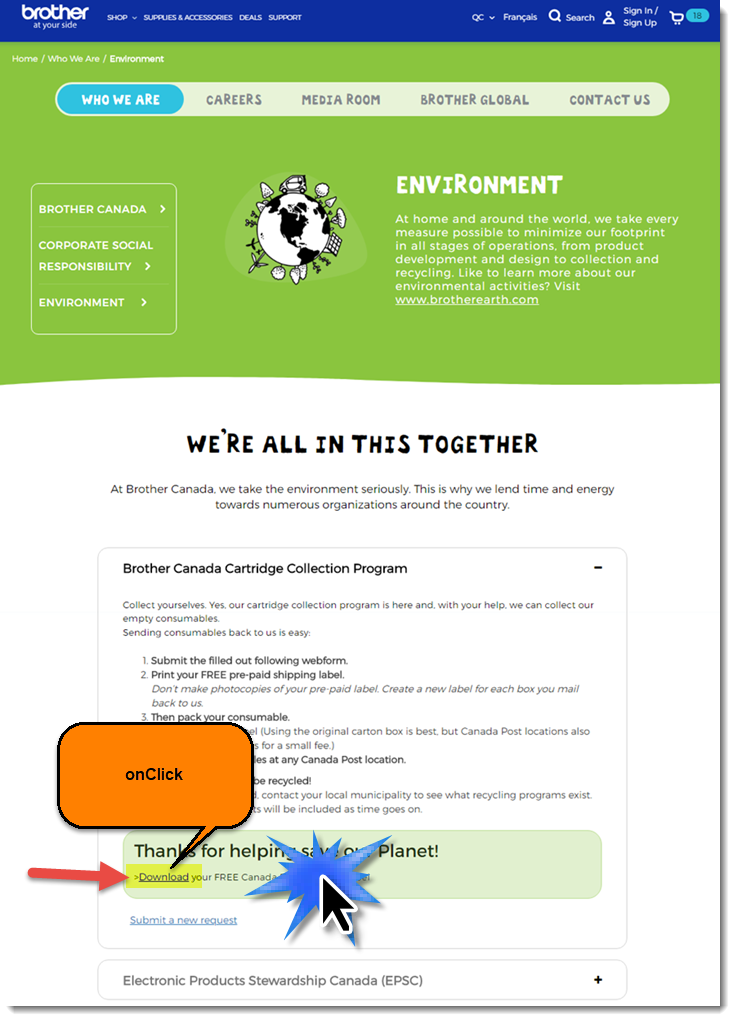 brother
at your side
SHOP
SUPPLIES & ACCESSORIES
DEALS
SUPPORT
QC
Français
Search
Sign In /
Sign Up
18
Home / Who We Are / Environment
WHO WE ARE
CAREERS
MEDIA ROOM
BROTHER GLOBAL
CONTACT US
BROTHER CANADA >
CORPORATE SOCIAL
RESPONSIBILITY >
ENVIRONMENT >
ENVIRONMENT
At home and around the world, we take every
measure possible to minimize our footprint
in all stages of operations, from product
development and design to collection and
recycling. Like to learn more about our
environmental activities? Visit
www.brotherearth.com
WE'RE ALL IN THIS TOGETHER
At Brother Canada, we take the environment seriously. This is why we lend time and energy
towards numerous organizations around the country.
Brother Canada Cartridge Collection Program −
Collect yourselves. Yes, our cartridge collection program is here and, with your help, we can collect our
empty consumables.
Sending consumables back to us is easy:
1. Submit the filled out following webform.
2. Print your FREE pre-paid shipping label.
Don't make photocopies of your pre-paid label. Create a new label for each box you mail
back to us.
3. Then pack your consumable.
(Using the original carton box is best, but Canada Post locations also
for a small fee.)
at any Canada Post location.
be recycled!
contact your local municipality to see what recycling programs exist.
will be included as time goes on.
onClick
Thanks for helping save our Planet!
>Download your FREE Canada
Submit a new request
Electronic Products Stewardship Canada (EPSC) +